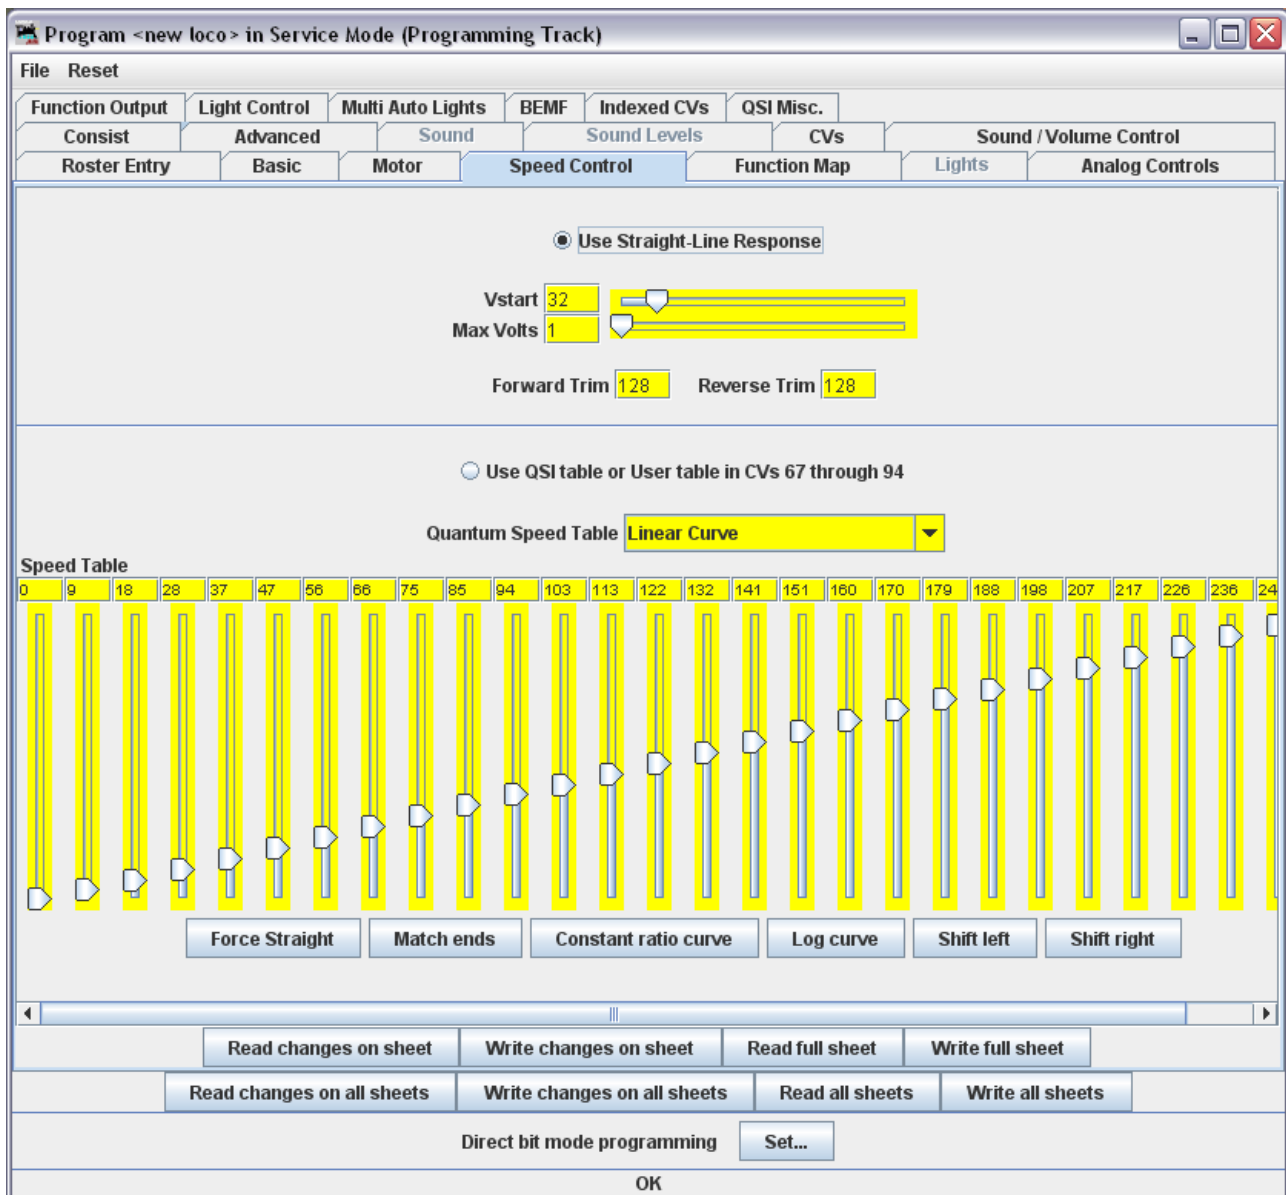 Program <new loco> in Service Mode (Programming Track)
File Reset
Function Output Light Control Multi Auto Lights BEMF Indexed CVs QSI Misc.
Consist Advanced Sound Sound Levels CVs Sound / Volume Control
Roster Entry Basic Motor Speed Control Function Map Lights Analog Controls
Use Straight-Line Response
Vstart 32
Max Volts 1
Forward Trim 128 Reverse Trim 128
Use QSI table or User table in CVs 67 through 94
Quantum Speed Table Linear Curve
Speed Table
0 9 18 28 37 47 56 66 75 85 94 103 113 122 132 141 151 160 170 179 188 198 207 217 226 236 24
Force Straight Match ends Constant ratio curve Log curve Shift left Shift right
Read changes on sheet Write changes on sheet Read full sheet Write full sheet
Read changes on all sheets Write changes on all sheets Read all sheets Write all sheets
Direct bit mode programming Set...
OK